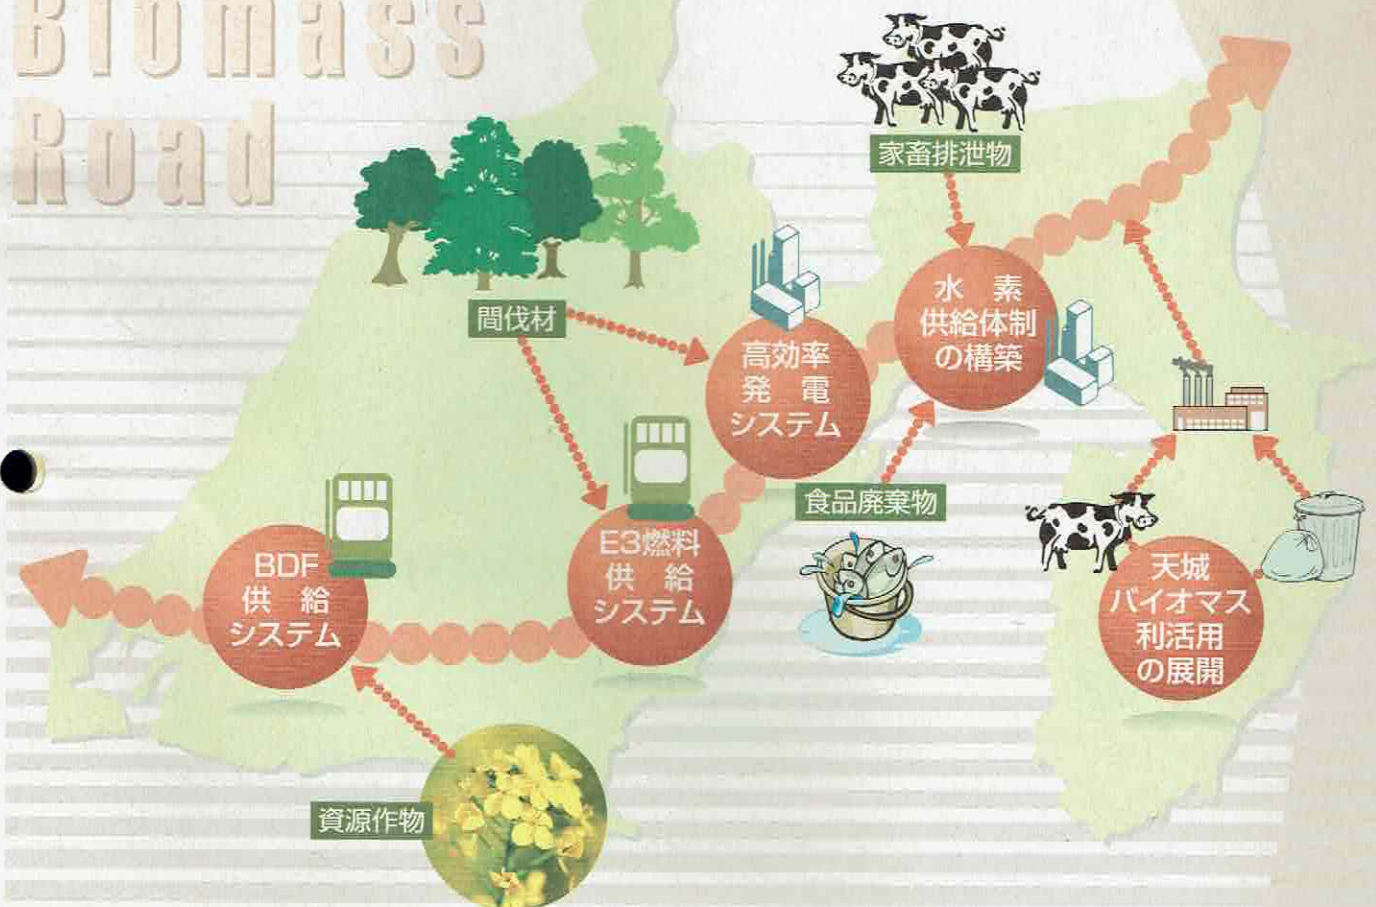 Biomass
Road
家畜排泄物
間伐材
水　素
供給体制
の構築
高効率
発　電
システム
食品廃棄物
E3燃料
供　給
システム
BDF
供　給
システム
天城
バイオマス
利活用
の展開
資源作物